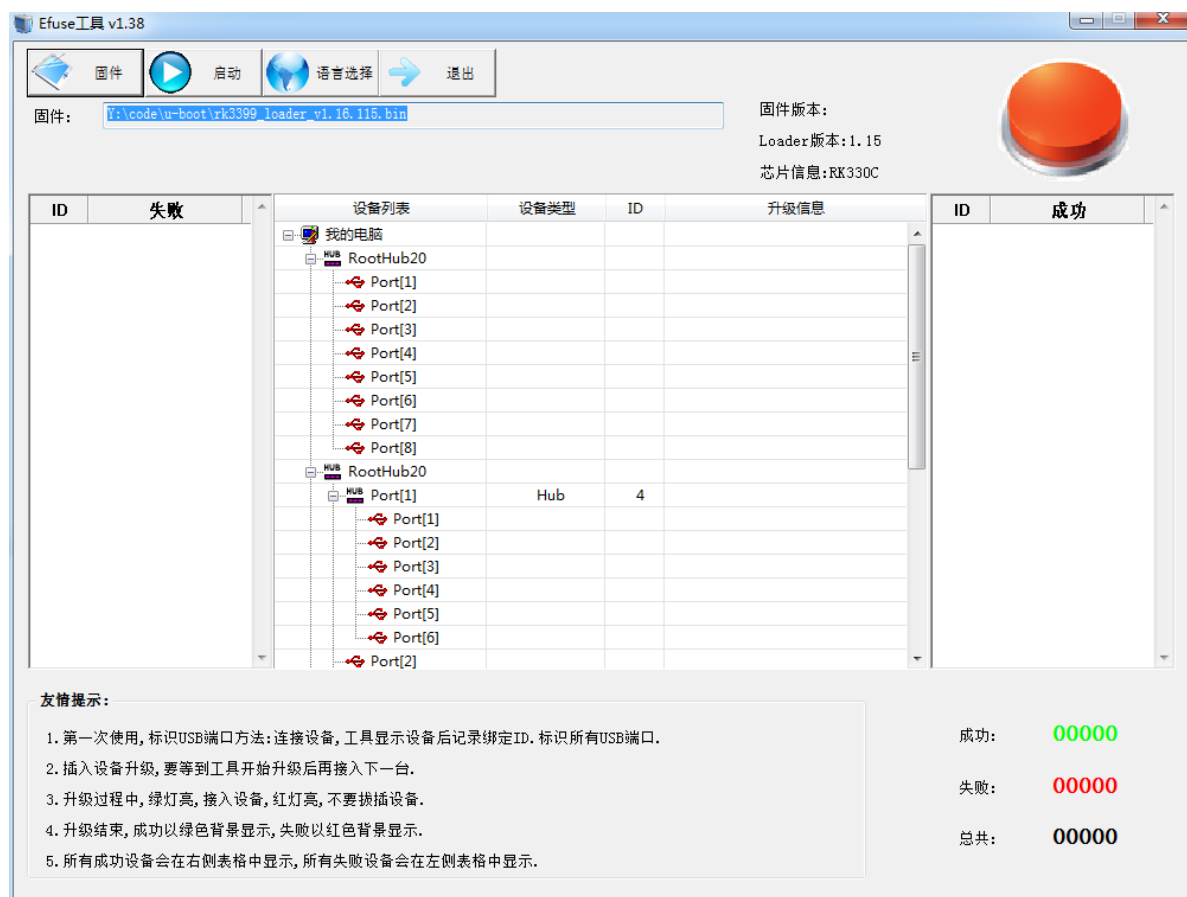 Efuse工具 v1.38
固件 启动 语言选择 退出
固件: Y:\code\u-boot\rk3399_loader_v1.16.115.bin
固件版本:
Loader版本:1.15
芯片信息:RK330C
ID 失败
设备列表 设备类型 ID 升级信息
ID 成功
我的电脑
HUB RootHub20
Port[1]
Port[2]
Port[3]
Port[4]
Port[5]
Port[6]
Port[7]
Port[8]
HUB RootHub20
HUB Port[1] Hub 4
Port[1]
Port[2]
Port[3]
Port[4]
Port[5]
Port[6]
Port[2]
友情提示:
1.第一次使用,标识USB端口方法:连接设备,工具显示设备后记录绑定ID.标识所有USB端口.
2.插入设备升级,要等到工具开始升级后再接入下一台.
3.升级过程中,绿灯亮,接入设备,红灯亮,不要拔插设备.
4.升级结束,成功以绿色背景显示,失败以红色背景显示.
5.所有成功设备会在右侧表格中显示,所有失败设备会在左侧表格中显示.
成功: 00000
失败: 00000
总共: 00000